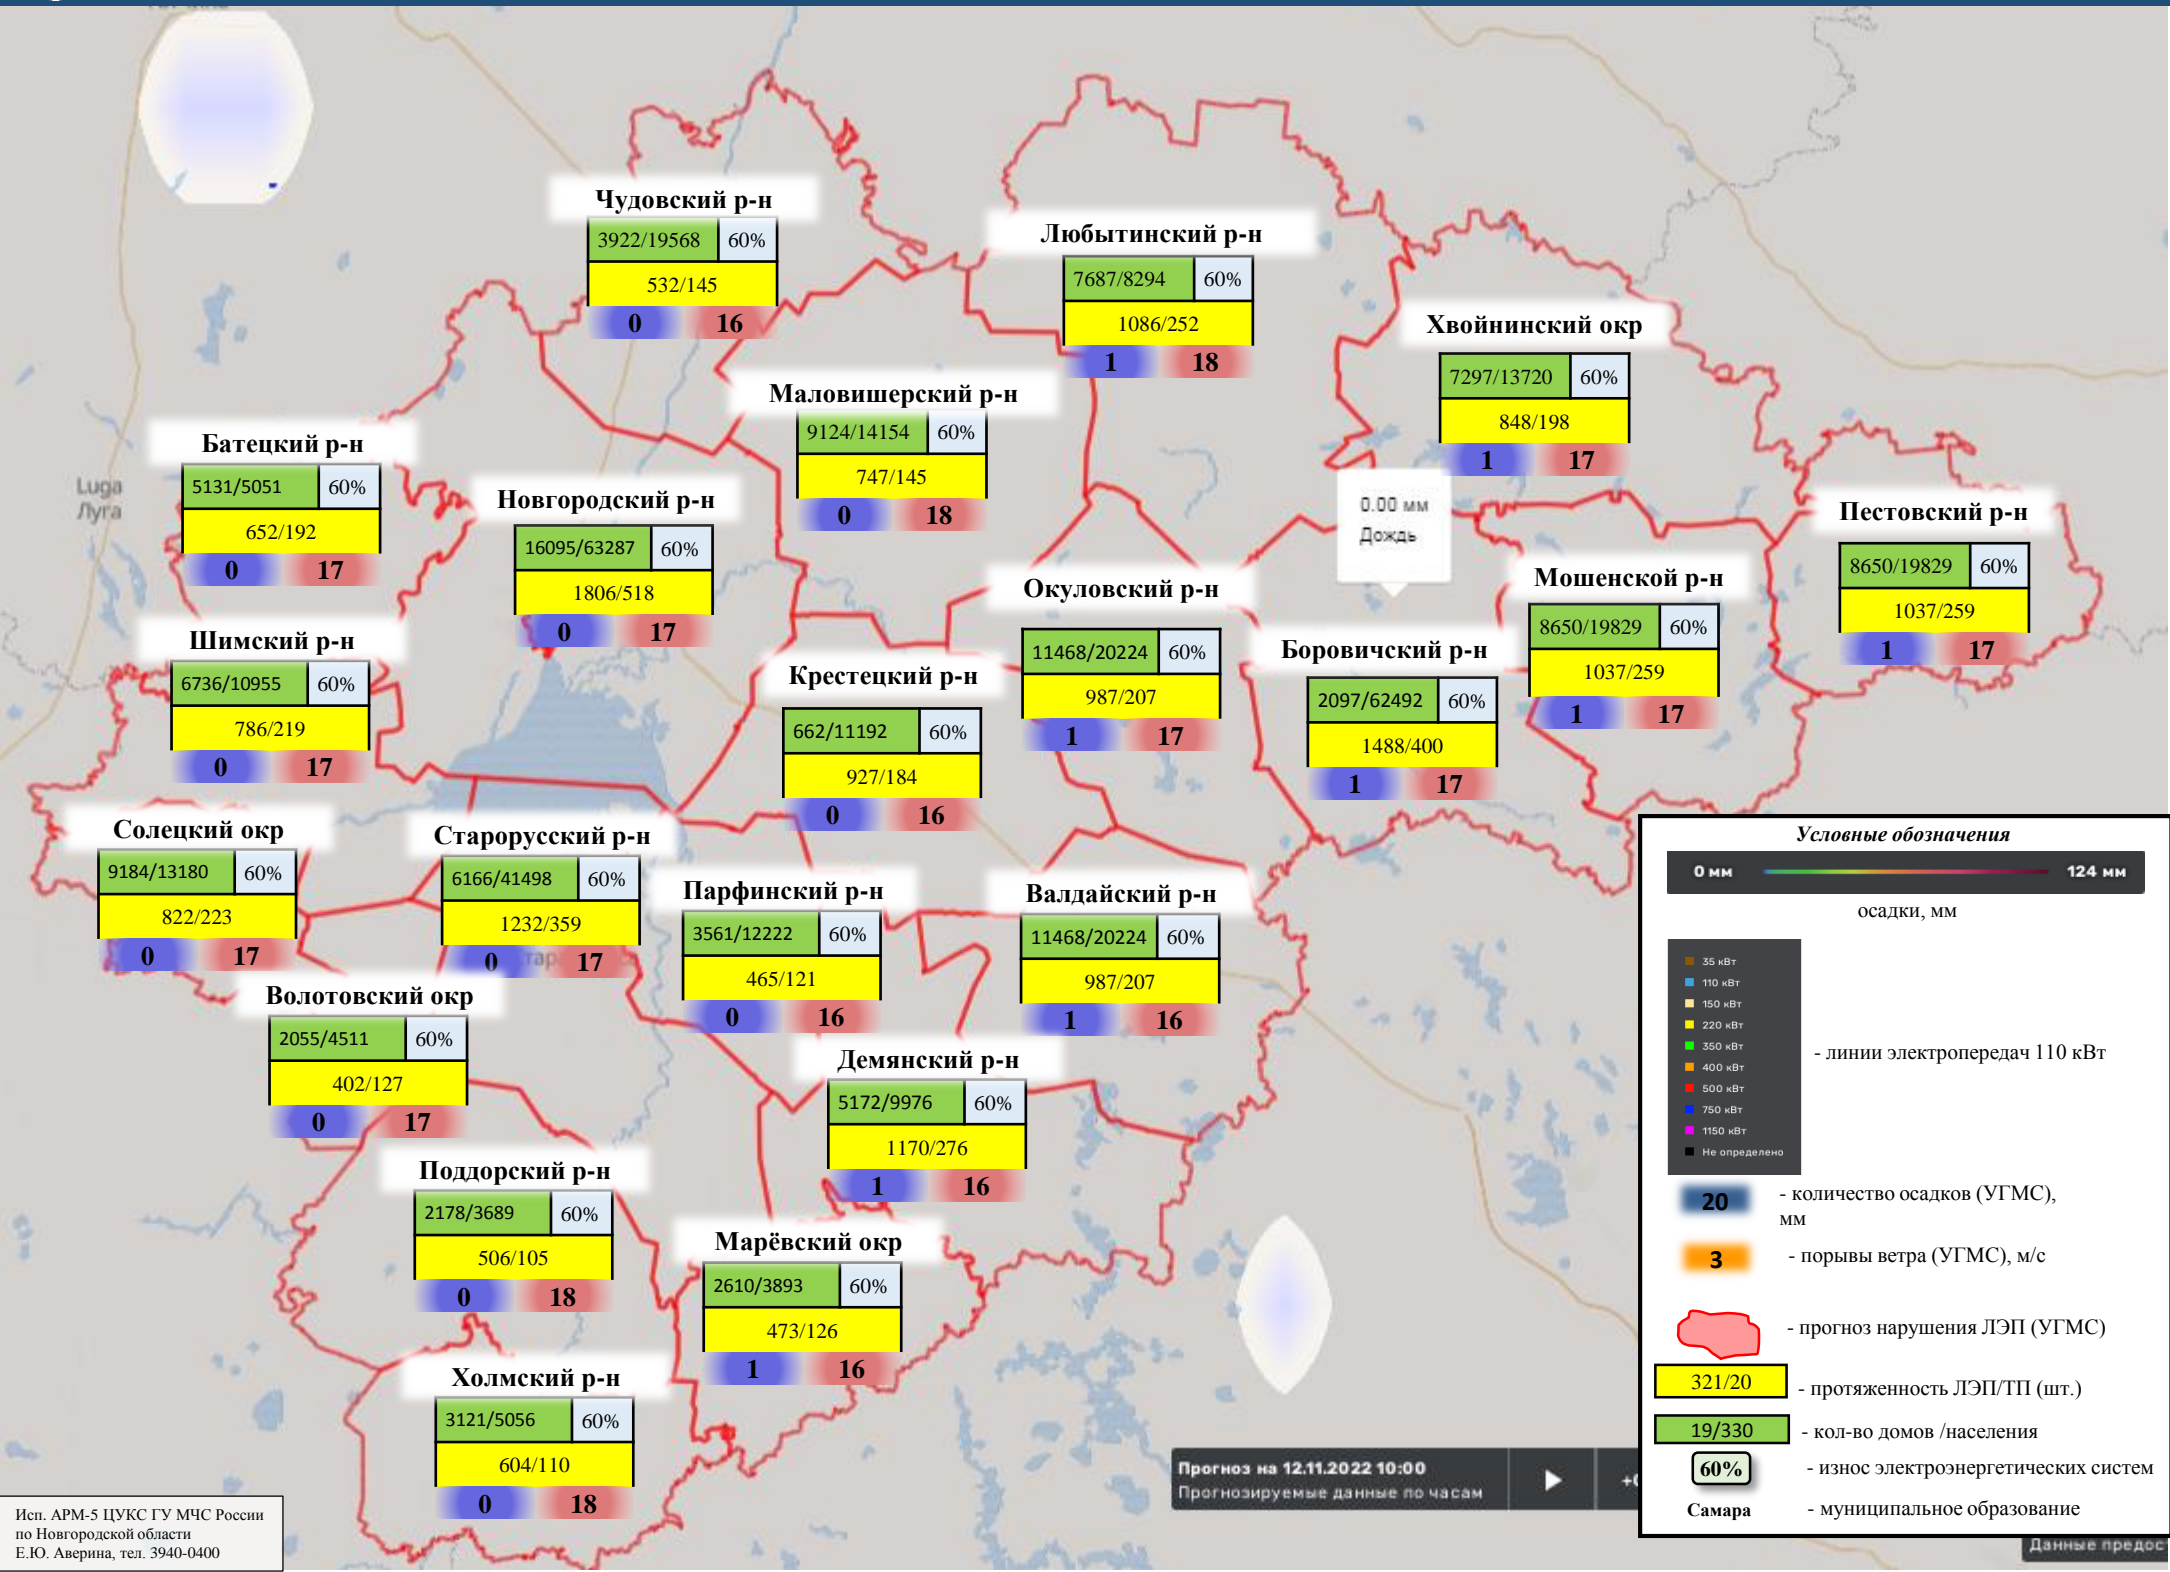 Чудовский р-н
3922/19568 60%
532/145
0 16
Любытинский р-н
7687/8294 60%
1086/252
1 18
Хвойнинский окр
7297/13720 60%
848/198
1 17
Маловишерский р-н
9124/14154 60%
747/145
0 18
Батецкий р-н
5131/5051 60%
652/192
0 17
Luga
Луга
Новгородский р-н
16095/63287 60%
1806/518
0 17
0.00 мм
Дождь
Пестовский р-н
8650/19829 60%
1037/259
1 17
Мошенской р-н
8650/19829 60%
1037/259
1 17
Окуловский р-н
11468/20224 60%
987/207
1 17
Боровичский р-н
2097/62492 60%
1488/400
1 17
Шимский р-н
6736/10955 60%
786/219
0 17
Крестецкий р-н
662/11192 60%
927/184
0 16
Солецкий окр
9184/13180 60%
822/223
0 17
Старорусский р-н
6166/41498 60%
1232/359
0 17
Парфинский р-н
3561/12222 60%
465/121
0 16
Валдайский р-н
11468/20224 60%
987/207
1 16
Волотовский окр
2055/4511 60%
402/127
0 17
Демянский р-н
5172/9976 60%
1170/276
1 16
Поддорский р-н
2178/3689 60%
506/105
0 18
Марёвский окр
2610/3893 60%
473/126
1 16
Холмский р-н
3121/5056 60%
604/110
0 18
Условные обозначения
0 мм 124 мм
осадки, мм
35 кВт
110 кВт
150 кВт
220 кВт
350 кВт
400 кВт
500 кВт
750 кВт
1150 кВт
Не определено
- линии электропередач 110 кВт
20 - количество осадков (УГМС),
мм
3 - порывы ветра (УГМС), м/с
- прогноз нарушения ЛЭП (УГМС)
321/20 - протяженность ЛЭП/ТП (шт.)
19/330 - кол-во домов /населения
60% - износ электроэнергетических систем
Самара - муниципальное образование
Прогноз на 12.11.2022 10:00
Прогнозируемые данные по часам
Данные предос
Исп. АРМ-5 ЦУКС ГУ МЧС России
по Новгородской области
Е.Ю. Аверина, тел. 3940-0400